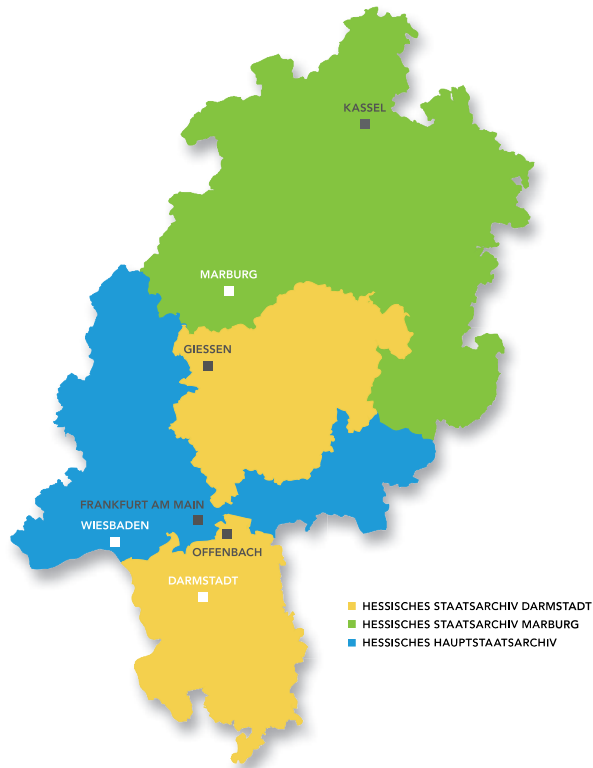 KASSEL
MARBURG
GIESSEN
FRANKFURT AM MAIN
WIESBADEN
OFFENBACH
DARMSTADT
HESSISCHES STAATSARCHIV DARMSTADT
HESSISCHES STAATSARCHIV MARBURG
HESSISCHES HAUPTSTAATSARCHIV